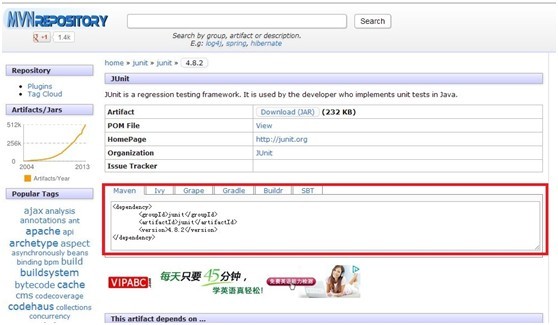 MVNREPOSITORY
Search
+1 1.4k
Search by group, artifact or description.
E.g: log4j, spring, hibernate
home » junit » junit » 4.8.2
Repository
Plugins
Tag Cloud
Artifacts/Jars
512k
256k
0
2004 2013
Artifacts/Year
Popular Tags
ajax analysis
annotations ant
apache api
archetype aspect
asynchronously beans
binding bpm build
buildsystem
bytecode cache
cms codecoverage
codehaus collections
concurrency
JUnit
JUnit is a regression testing framework. It is used by the developer who implements unit tests in Java.
Artifact Download (JAR) (232 KB)
POM File View
HomePage http://junit.org
Organization JUnit
Issue Tracker
Maven Ivy Grape Gradle Buildr SBT
<dependency>
<groupId>junit</groupId>
<artifactId>junit</artifactId>
<version>4.8.2</version>
</dependency>
VIPABC
每天只要45分钟，
学英语真轻松!
免费英语能力检测
This artifact depends on ...